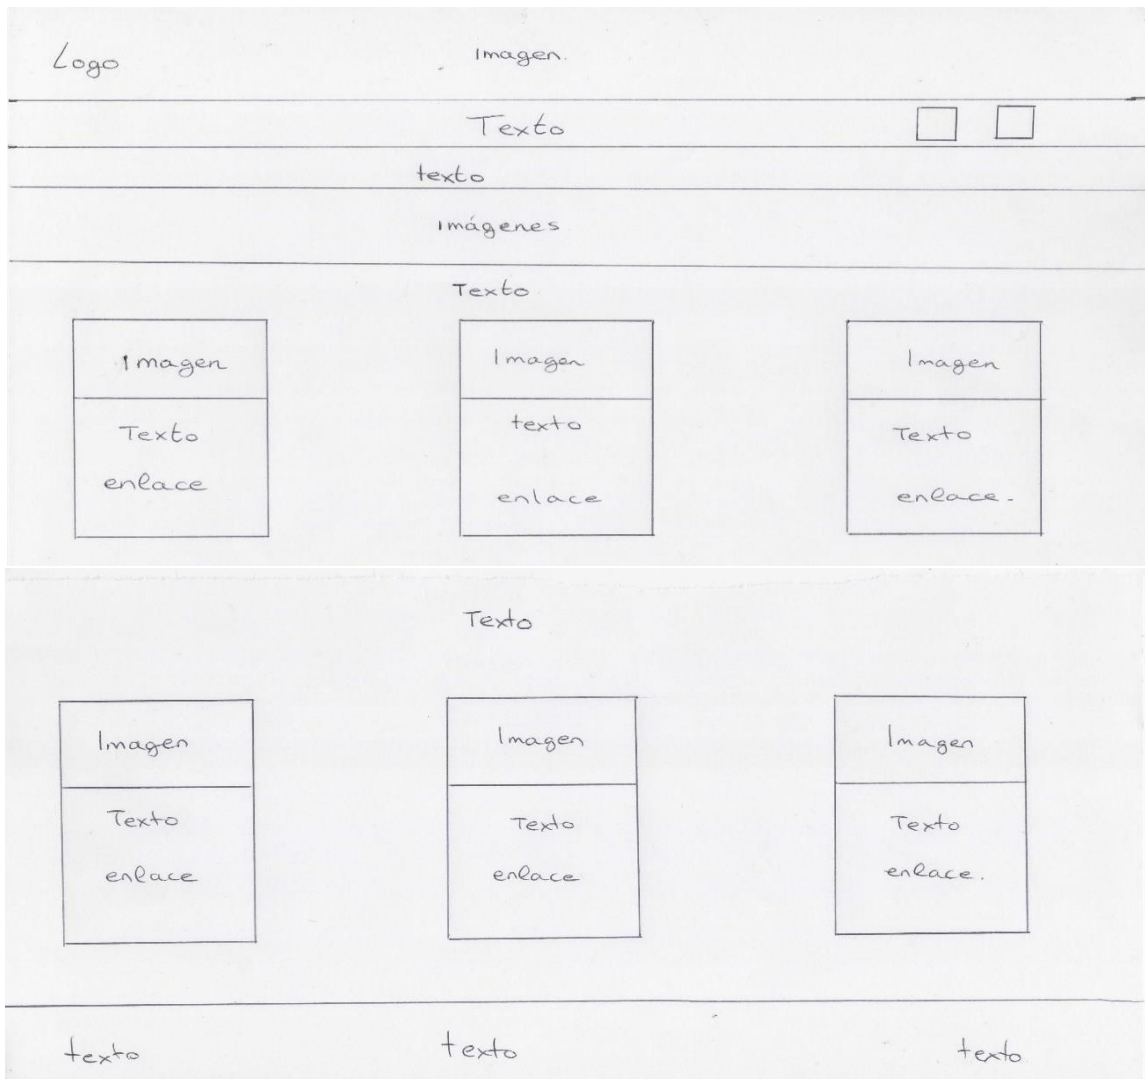 Logo Imagen.
Texto
texto
Imágenes
Texto
Imagen Imagen Imagen
Texto texto Texto
enlace enlace enlace.
Texto
Imagen Imagen Imagen
Texto Texto Texto
enlace enlace enlace.
texto texto texto